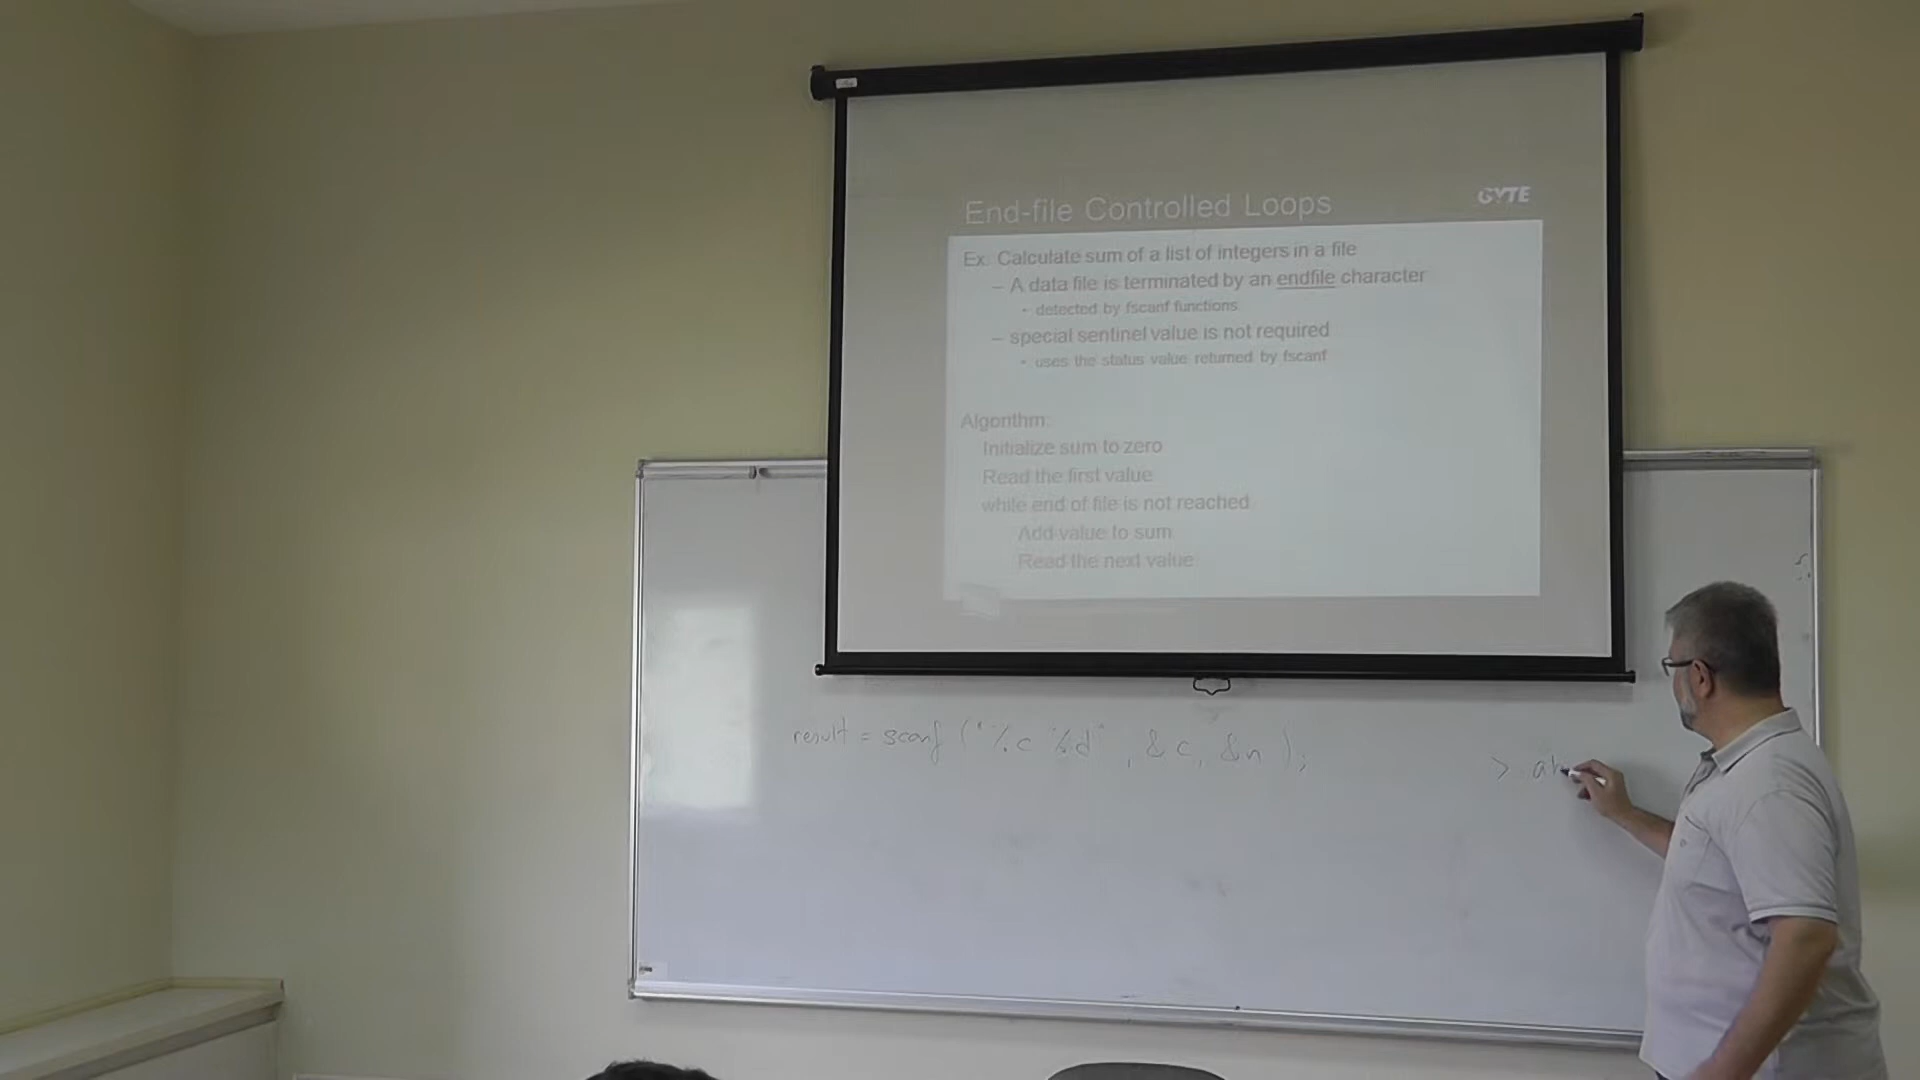 End-file Controlled Loops
GYTE
Ex: Calculate sum of a list of integers in a file
– A data file is terminated by an endfile character
• detected by fscanf functions
– special sentinel value is not required
• uses the status value returned by fscanf
Algorithm:
Initialize sum to zero
Read the first value
while end of file is not reached
Add value to sum
Read the next value
result = scanf ("%c %d", &c, &n);
>